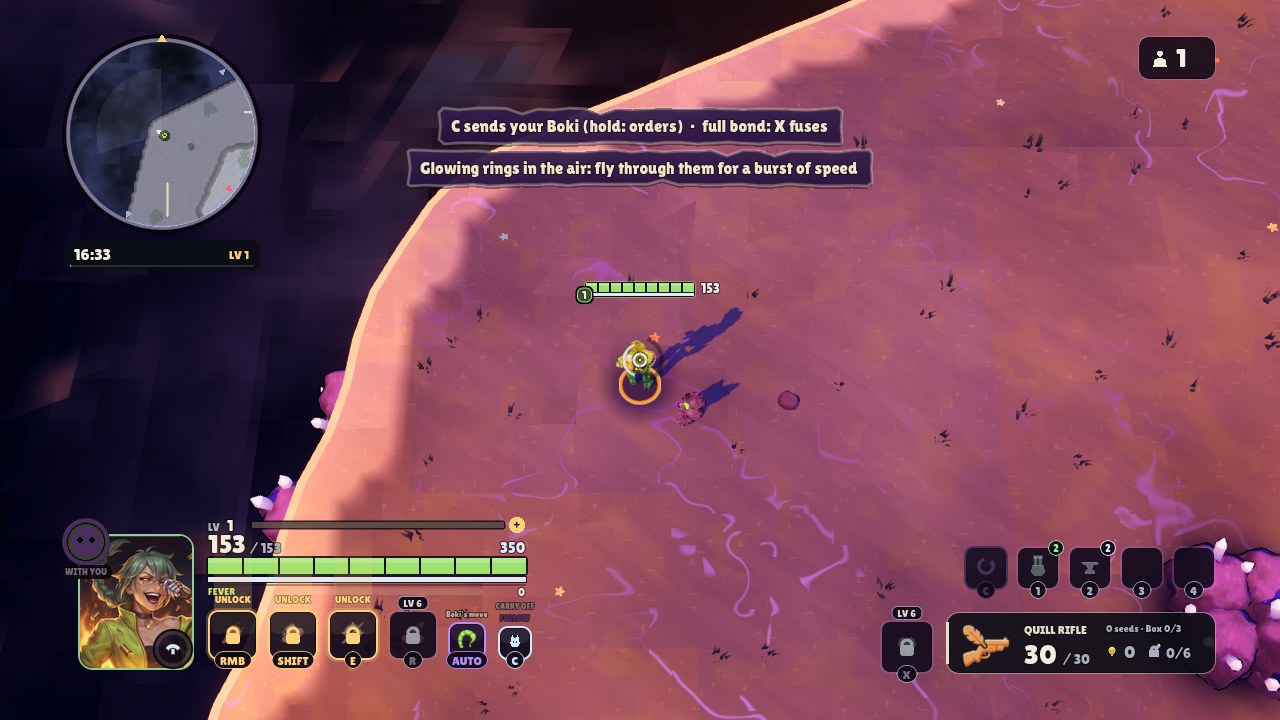 1
C sends your Boki (hold: orders) · full bond: X fuses
Glowing rings in the air: fly through them for a burst of speed
16:33
LV 1
1
153
WITH YOU
LV 1
+
153 / 153
350
FEVER
0
UNLOCK
UNLOCK
UNLOCK
LV 6
Boki's move
CARRY OFF
FOLLOW
RMB
SHIFT
E
R
AUTO
C
2
2
C
1
2
3
4
LV 6
X
QUILL RIFLE
0 seeds · Box 0/3
30 / 30
0
0/6